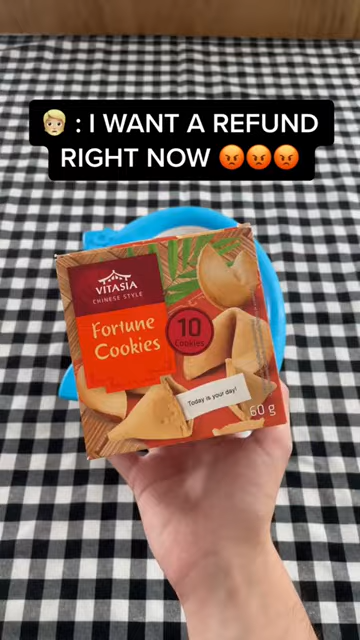 👨🏼 : I WANT A REFUND
RIGHT NOW 😡😡😡
VITASIA
CHINESE STYLE
Fortune
Cookies
10
Cookies
Today is your day!
60 g